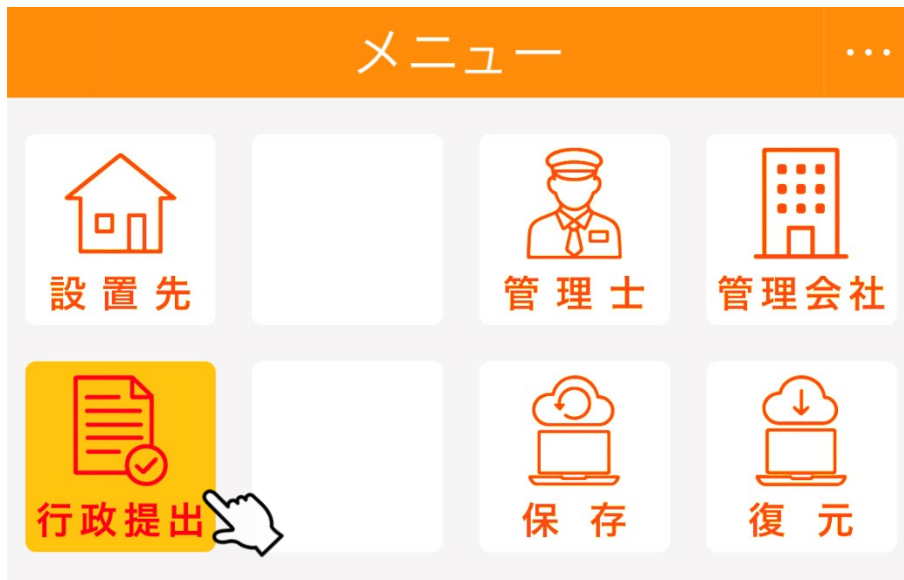 メニュー
設置先
管理士
管理会社
行政提出
保存
復元